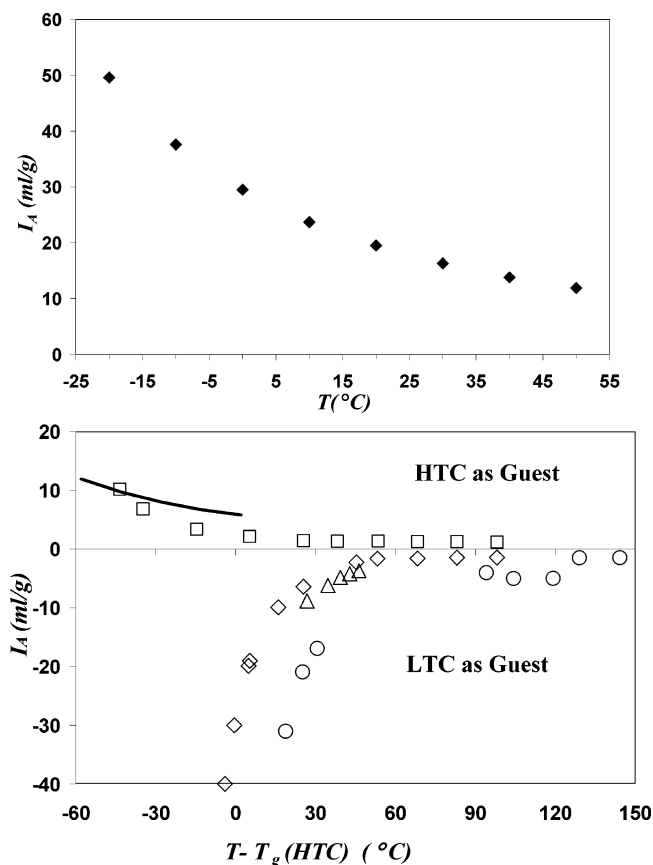 60
50
40
30
20
10
0
I_A (ml/g)
-25 -15 -5 5 15 25 35 45 55
T(°C)
20
10
0
-10
-20
-30
-40
I_A (ml/g)
HTC as Guest
LTC as Guest
-60 -30 0 30 60 90 120 150
T- T_g (HTC) (°C)